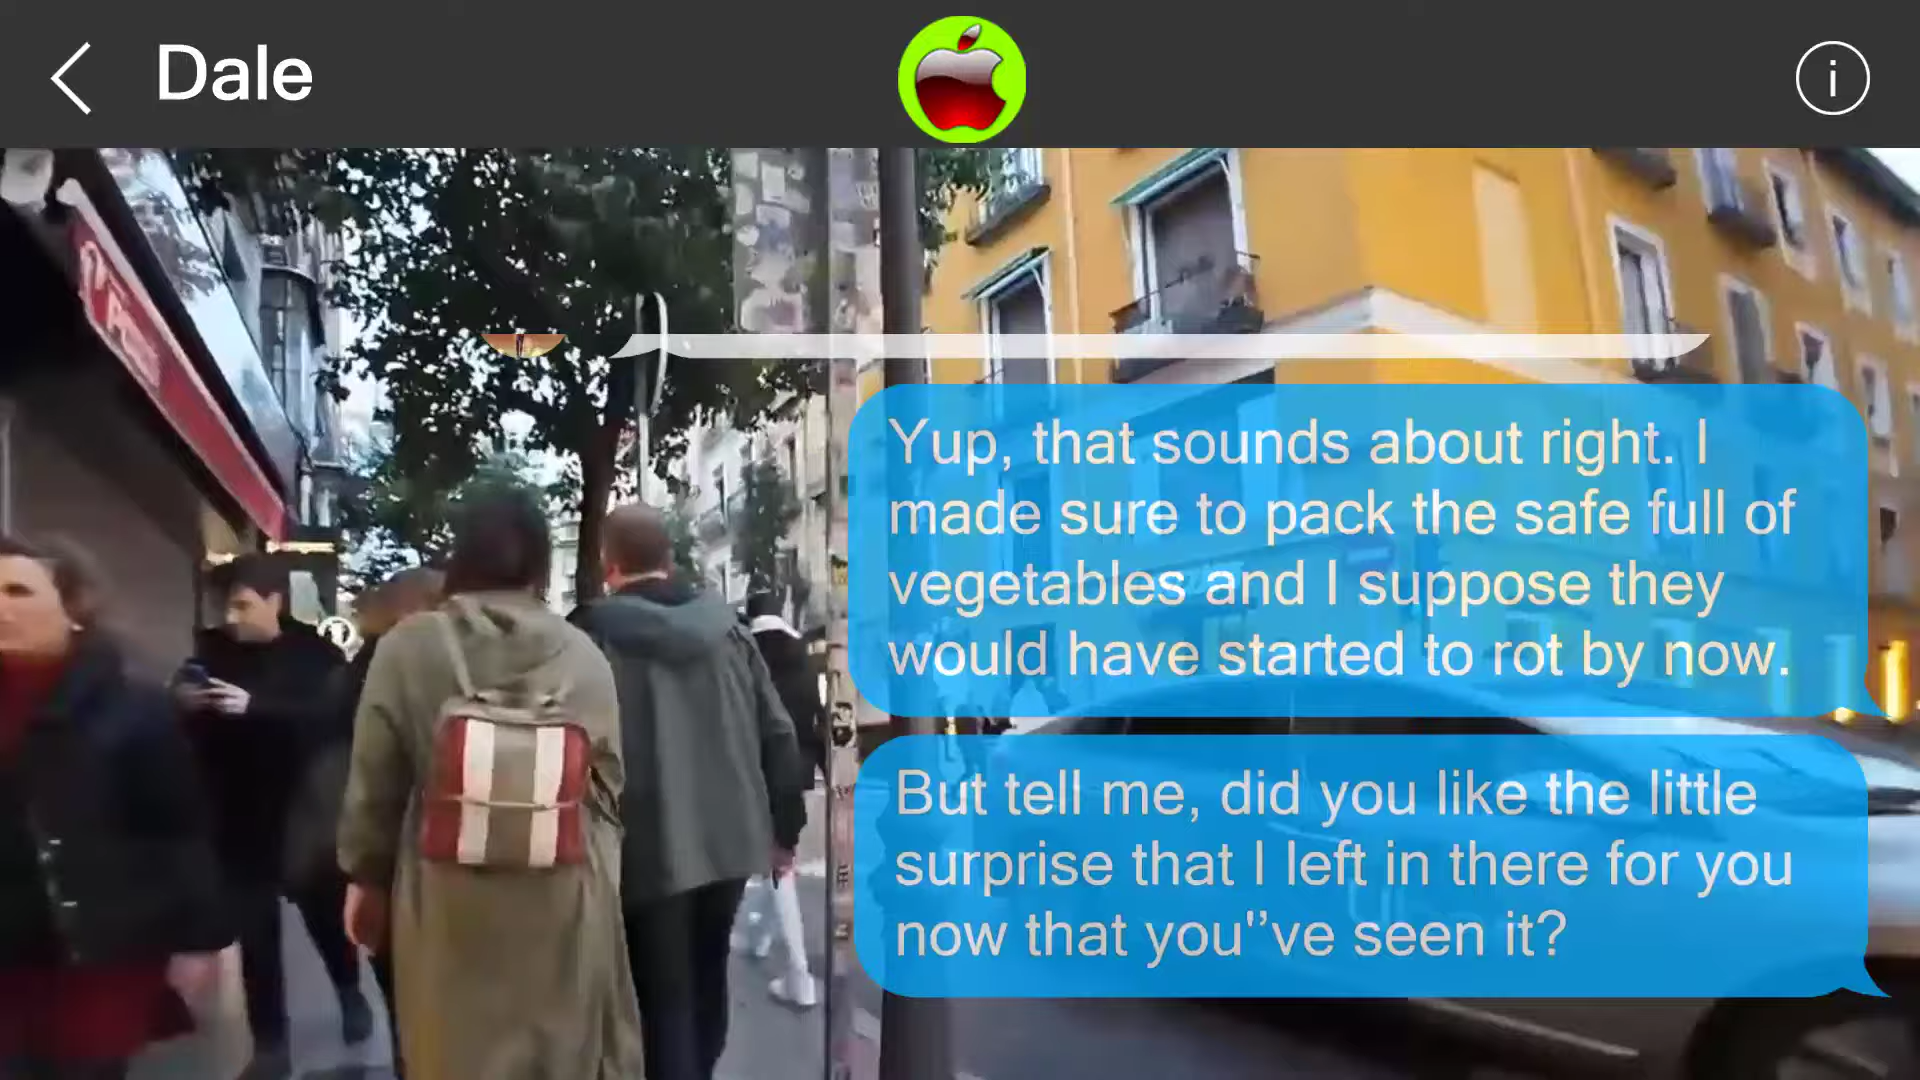 Dale
i
Yup, that sounds about right. I
made sure to pack the safe full of
vegetables and I suppose they
would have started to rot by now.
But tell me, did you like the little
surprise that I left in there for you
now that you"’ve seen it?